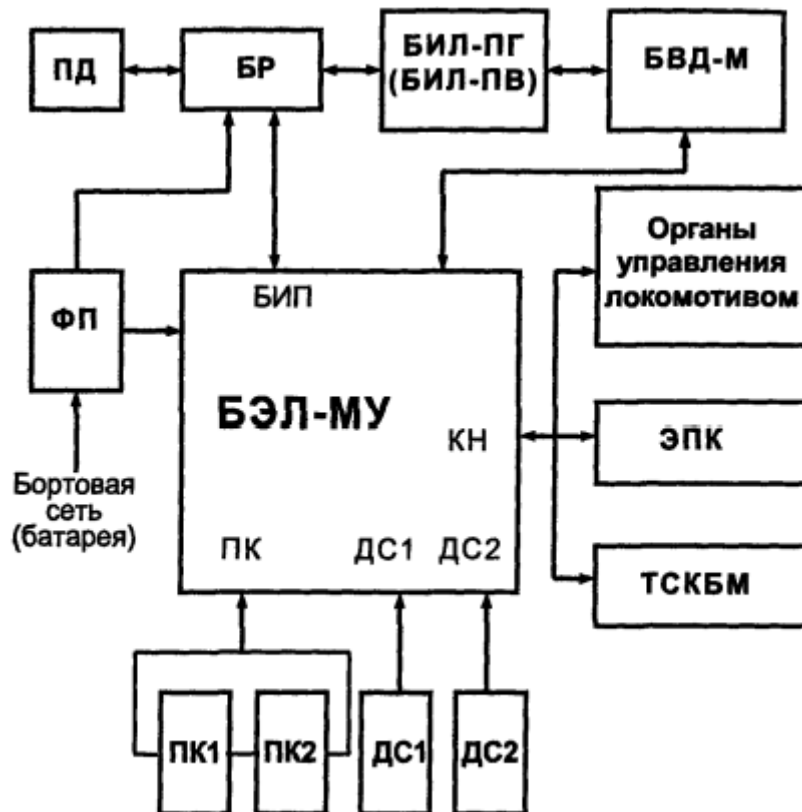 ПД
БР
БИЛ-ПГ
(БИЛ-ПВ)
БВД-М
Органы
управления
локомотивом
ФП
БИП
БЭЛ-МУ
КН
ЭПК
Бортовая
сеть
(батарея)
ПК
ДС1
ДС2
ТСКБМ
ПК1
ПК2
ДС1
ДС2